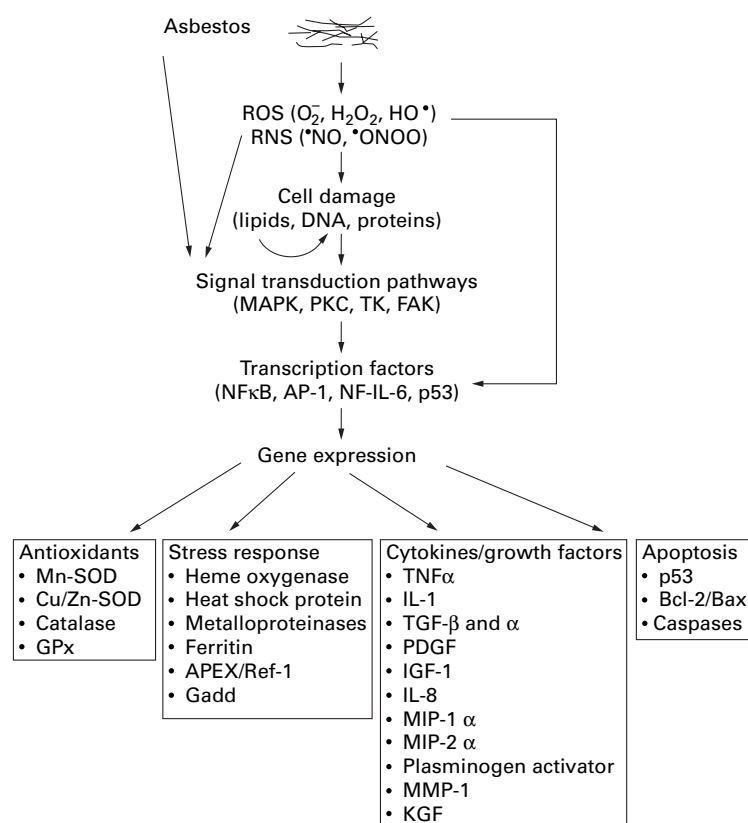 Asbestos
ROS (O₂⁻, H₂O₂, HO•)
RNS (•NO, •ONOO)
Cell damage
(lipids, DNA, proteins)
Signal transduction pathways
(MAPK, PKC, TK, FAK)
Transcription factors
(NFκB, AP-1, NF-IL-6, p53)
Gene expression
Antioxidants
• Mn-SOD
• Cu/Zn-SOD
• Catalase
• GPx
Stress response
• Heme oxygenase
• Heat shock protein
• Metalloproteinases
• Ferritin
• APEX/Ref-1
• Gadd
Cytokines/growth factors
• TNFα
• IL-1
• TGF-β and α
• PDGF
• IGF-1
• IL-8
• MIP-1 α
• MIP-2 α
• Plasminogen activator
• MMP-1
• KGF
Apoptosis
• p53
• Bcl-2/Bax
• Caspases